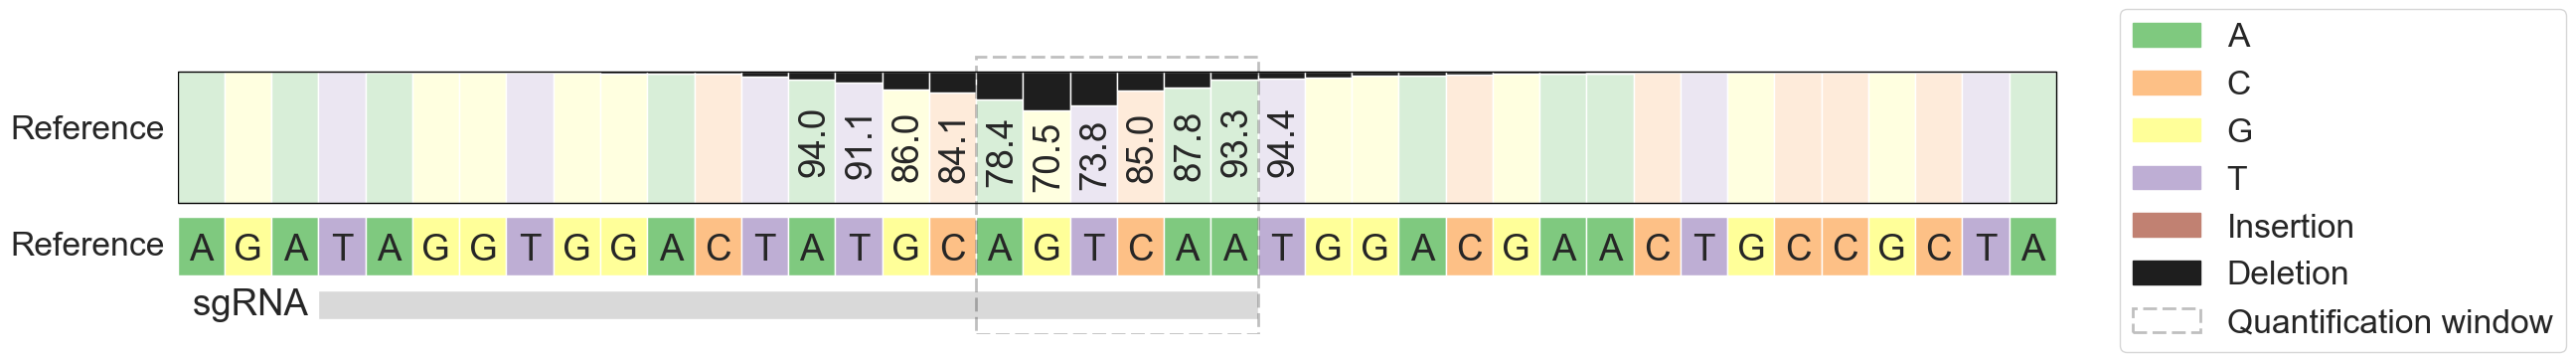 Reference 94.0 91.1 86.0 84.1 78.4 70.5 73.8 85.0 87.8 93.3 94.4
Reference A G A T A G G T G G A C T A T G C A G T C A A T G G A C G A A C T G C C G C T A
sgRNA
A
C
G
T
Insertion
Deletion
Quantification window